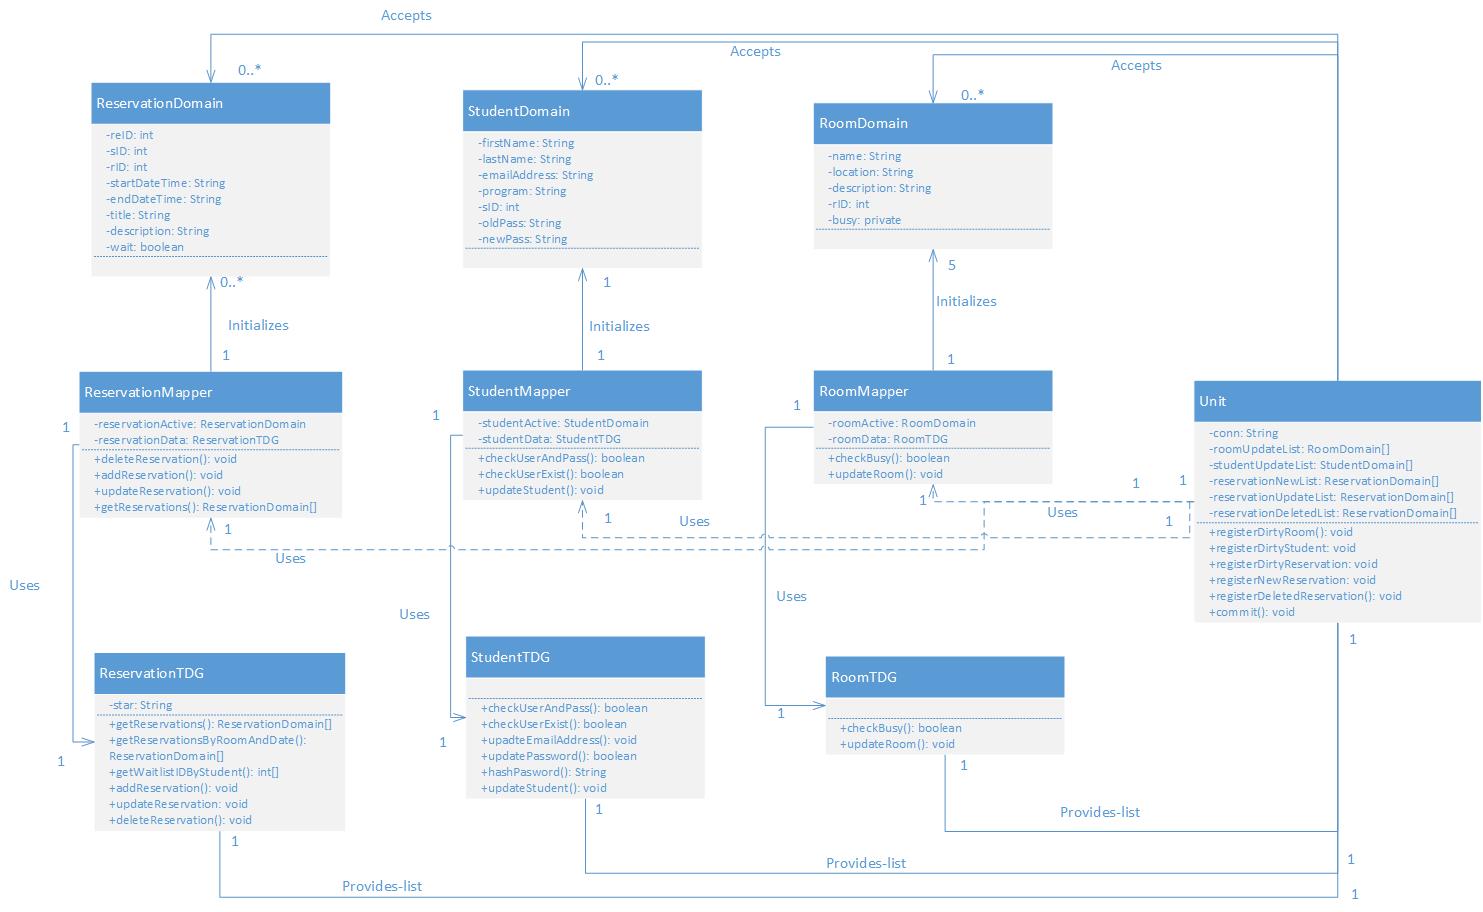 Accepts
Accepts
Accepts
0..*
0..*
0..*
ReservationDomain
-reID: int
-sID: int
-rID: int
-startDateTime: String
-endDateTime: String
-title: String
-description: String
-wait: boolean
StudentDomain
-firstName: String
-lastName: String
-emailAddress: String
-program: String
-sID: int
-oldPass: String
-newPass: String
RoomDomain
-name: String
-location: String
-description: String
-rID: int
-busy: private
0..*
Initializes
1
1
Initializes
1
5
Initializes
1
ReservationMapper
-reservationActive: ReservationDomain
-reservationData: ReservationTDG
+deleteReservation(): void
+addReservation(): void
+updateReservation(): void
+getReservations(): ReservationDomain[]
1
StudentMapper
-studentActive: StudentDomain
-studentData: StudentTDG
+checkUserAndPass(): boolean
+checkUserExist(): boolean
+updateStudent(): void
1
RoomMapper
-roomActive: RoomDomain
-roomData: RoomTDG
+checkBusy(): boolean
+updateRoom(): void
1
Unit
-conn: String
-roomUpdateList: RoomDomain[]
-studentUpdateList: StudentDomain[]
-reservationNewList: ReservationDomain[]
-reservationUpdateList: ReservationDomain[]
-reservationDeletedList: ReservationDomain[]
+registerDirtyRoom(): void
+registerDirtyStudent: void
+registerDirtyReservation: void
+registerNewReservation: void
+registerDeletedReservation(): void
+commit(): void
1
1
1
1
Uses
1
Uses
1
Uses
Uses
Uses
Uses
1
ReservationTDG
-star: String
+getReservations(): ReservationDomain[]
+getReservationsByRoomAndDate():
ReservationDomain[]
+getWaitlistIDByStudent(): int[]
+addReservation(): void
+updateReservation: void
+deleteReservation(): void
1
StudentTDG
+checkUserAndPass(): boolean
+checkUserExist(): boolean
+upadteEmailAddress(): void
+updatePassword(): boolean
+hashPasword(): String
+updateStudent(): void
1
RoomTDG
+checkBusy(): boolean
+updateRoom(): void
1
1
1
1
1
Provides-list
Provides-list
1
Provides-list
1